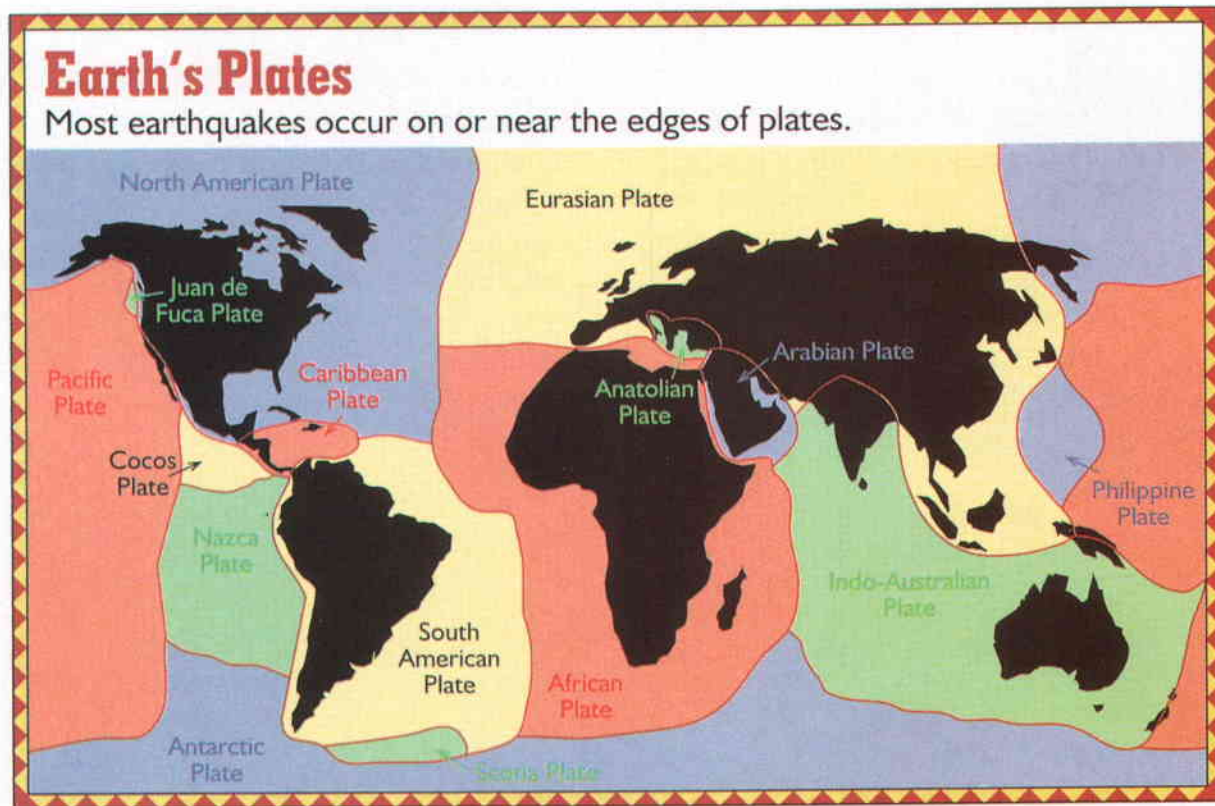 Earth's Plates
Most earthquakes occur on or near the edges of plates.
North American Plate
Eurasian Plate
Juan de
Fuca Plate
Pacific
Plate
Caribbean
Plate
Anatolian
Plate
Arabian Plate
Cocos
Plate
Philippine
Plate
Nazca
Plate
Indo-Australian
Plate
South
American
Plate
African
Plate
Antarctic
Plate
Scoria Plate